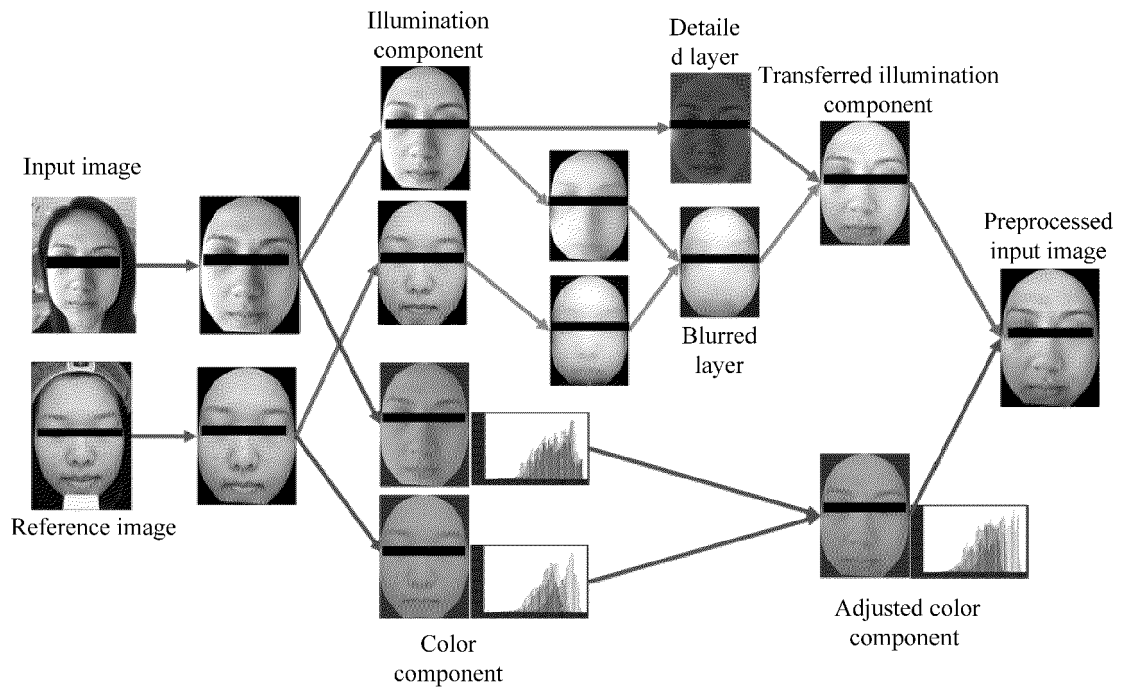 Illumination
component
Detaile
d layer
Transferred illumination
component
Input image
Preprocessed
input image
Blurred
layer
Reference image
Adjusted color
component
Color
component